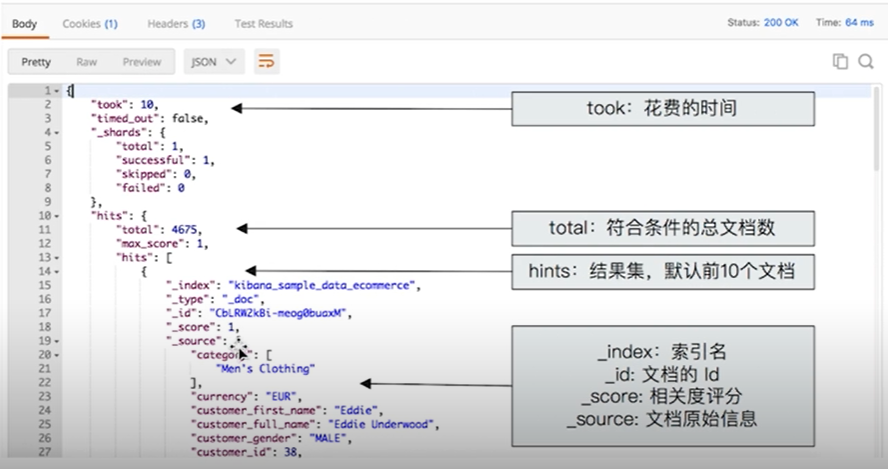 Body Cookies (1) Headers (3) Test Results Status: 200 OK Time: 64 ms
Pretty Raw Preview JSON
1 {
2 "took": 10,
3 "timed_out": false,
4 "_shards": {
5 "total": 1,
6 "successful": 1,
7 "skipped": 0,
8 "failed": 0
9 },
10 "hits": {
11 "total": 4675,
12 "max_score": 1,
13 "hits": [
14 {
15 "_index": "kibana_sample_data_ecommerce",
16 "_type": "_doc",
17 "_id": "CbLRW2kBi-meog0buaxM",
18 "_score": 1,
19 "_source":
20 "category": [
21 "Men's Clothing"
22 ],
23 "currency": "EUR",
24 "customer_first_name": "Eddie",
25 "customer_full_name": "Eddie Underwood",
26 "customer_gender": "MALE",
27 "customer_id": 38,
took：花费的时间
total：符合条件的总文档数
hints：结果集，默认前10个文档
_index：索引名
_id: 文档的 Id
_score: 相关度评分
_source: 文档原始信息